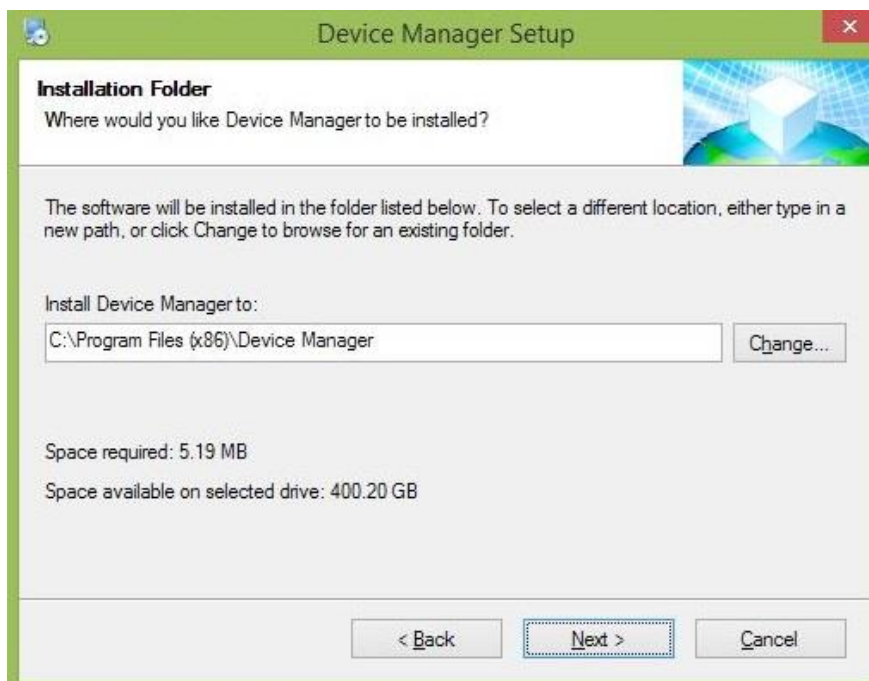 Device Manager Setup
Installation Folder
Where would you like Device Manager to be installed?
The software will be installed in the folder listed below. To select a different location, either type in a
new path, or click Change to browse for an existing folder.
Install Device Manager to:
C:\Program Files (x86)\Device Manager
Change...
Space required: 5.19 MB
Space available on selected drive: 400.20 GB
< Back
Next >
Cancel